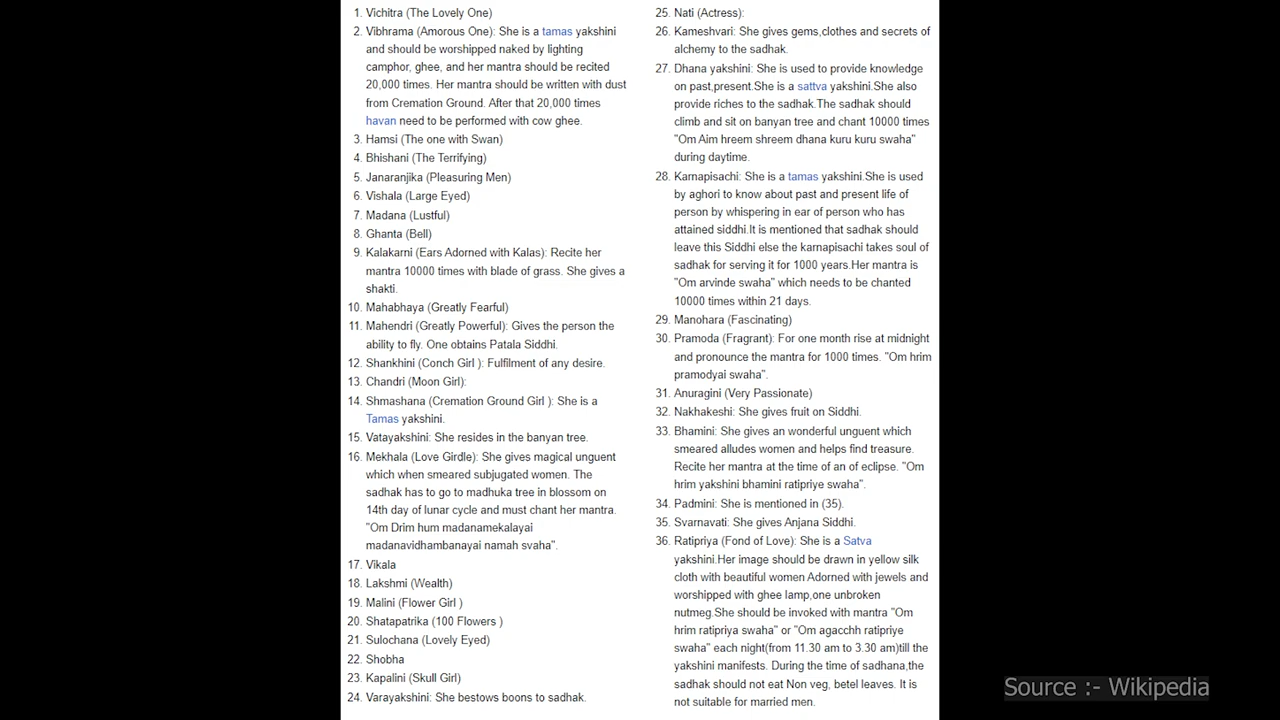 1. Vichitra (The Lovely One)
2. Vibhrama (Amorous One): She is a tamas yakshini
and should be worshipped naked by lighting
camphor, ghee, and her mantra should be recited
20,000 times. Her mantra should be written with dust
from Cremation Ground. After that 20,000 times
havan need to be performed with cow ghee.
3. Hamsi (The one with Swan)
4. Bhishani (The Terrifying)
5. Janaranjika (Pleasuring Men)
6. Vishala (Large Eyed)
7. Madana (Lustful)
8. Ghanta (Bell)
9. Kalakarni (Ears Adorned with Kalas): Recite her
mantra 10000 times with blade of grass. She gives a
shakti.
10. Mahabhaya (Greatly Fearful)
11. Mahendri (Greatly Powerful): Gives the person the
ability to fly. One obtains Patala Siddhi.
12. Shankhini (Conch Girl ): Fulfilment of any desire.
13. Chandri (Moon Girl):
14. Shmashana (Cremation Ground Girl ): She is a
Tamas yakshini.
15. Vatayakshini: She resides in the banyan tree.
16. Mekhala (Love Girdle): She gives magical unguent
which when smeared subjugated women. The
sadhak has to go to madhuka tree in blossom on
14th day of lunar cycle and must chant her mantra.
"Om Drim hum madanamekalayai
madanavidhambanayai namah svaha".
17. Vikala
18. Lakshmi (Wealth)
19. Malini (Flower Girl )
20. Shatapatrika (100 Flowers )
21. Sulochana (Lovely Eyed)
22. Shobha
23. Kapalini (Skull Girl)
24. Varayakshini: She bestows boons to sadhak.
25. Nati (Actress):
26. Kameshvari: She gives gems,clothes and secrets of
alchemy to the sadhak.
27. Dhana yakshini: She is used to provide knowledge
on past,present.She is a sattva yakshini.She also
provide riches to the sadhak.The sadhak should
climb and sit on banyan tree and chant 10000 times
"Om Aim hreem shreem dhana kuru kuru swaha"
during daytime.
28. Karnapisachi: She is a tamas yakshini.She is used
by aghori to know about past and present life of
person by whispering in ear of person who has
attained siddhi.It is mentioned that sadhak should
leave this Siddhi else the karnapisachi takes soul of
sadhak for serving it for 1000 years.Her mantra is
"Om arvinde swaha" which needs to be chanted
10000 times within 21 days.
29. Manohara (Fascinating)
30. Pramoda (Fragrant): For one month rise at midnight
and pronounce the mantra for 1000 times. "Om hrim
pramodyai swaha".
31. Anuragini (Very Passionate)
32. Nakhakeshi: She gives fruit on Siddhi.
33. Bhamini: She gives an wonderful unguent which
smeared alludes women and helps find treasure.
Recite her mantra at the time of an of eclipse. "Om
hrim yakshini bhamini ratipriye swaha".
34. Padmini: She is mentioned in (35).
35. Svarnavati: She gives Anjana Siddhi.
36. Ratipriya (Fond of Love): She is a Satva
yakshini.Her image should be drawn in yellow silk
cloth with beautiful women Adorned with jewels and
worshipped with ghee lamp,one unbroken
nutmeg.She should be invoked with mantra "Om
hrim ratipriya swaha" or "Om agacchh ratipriye
swaha" each night(from 11.30 am to 3.30 am)till the
yakshini manifests. During the time of sadhana,the
sadhak should not eat Non veg, betel leaves. It is
not suitable for married men.
Source :- Wikipedia